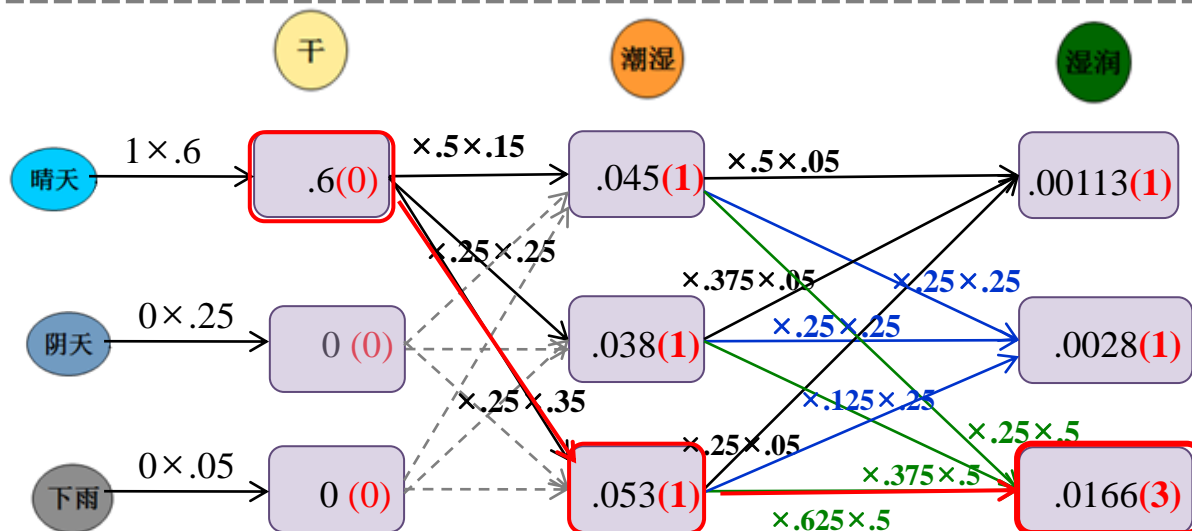 干 潮湿 湿润
1×.6 ×.5×.15 ×.5×.05
晴天 .6(0) .045(1) .00113(1)
×.25×.25 ×.375×.05 ×.25×.25
0×.25 ×.25×.25
阴天 0 (0) .038(1) .0028(1)
×.25×.35 ×.125×.25
0×.05 ×.25×.05 ×.25×.5
×.375×.5
下雨 0 (0) .053(1) .0166(3)
×.625×.5